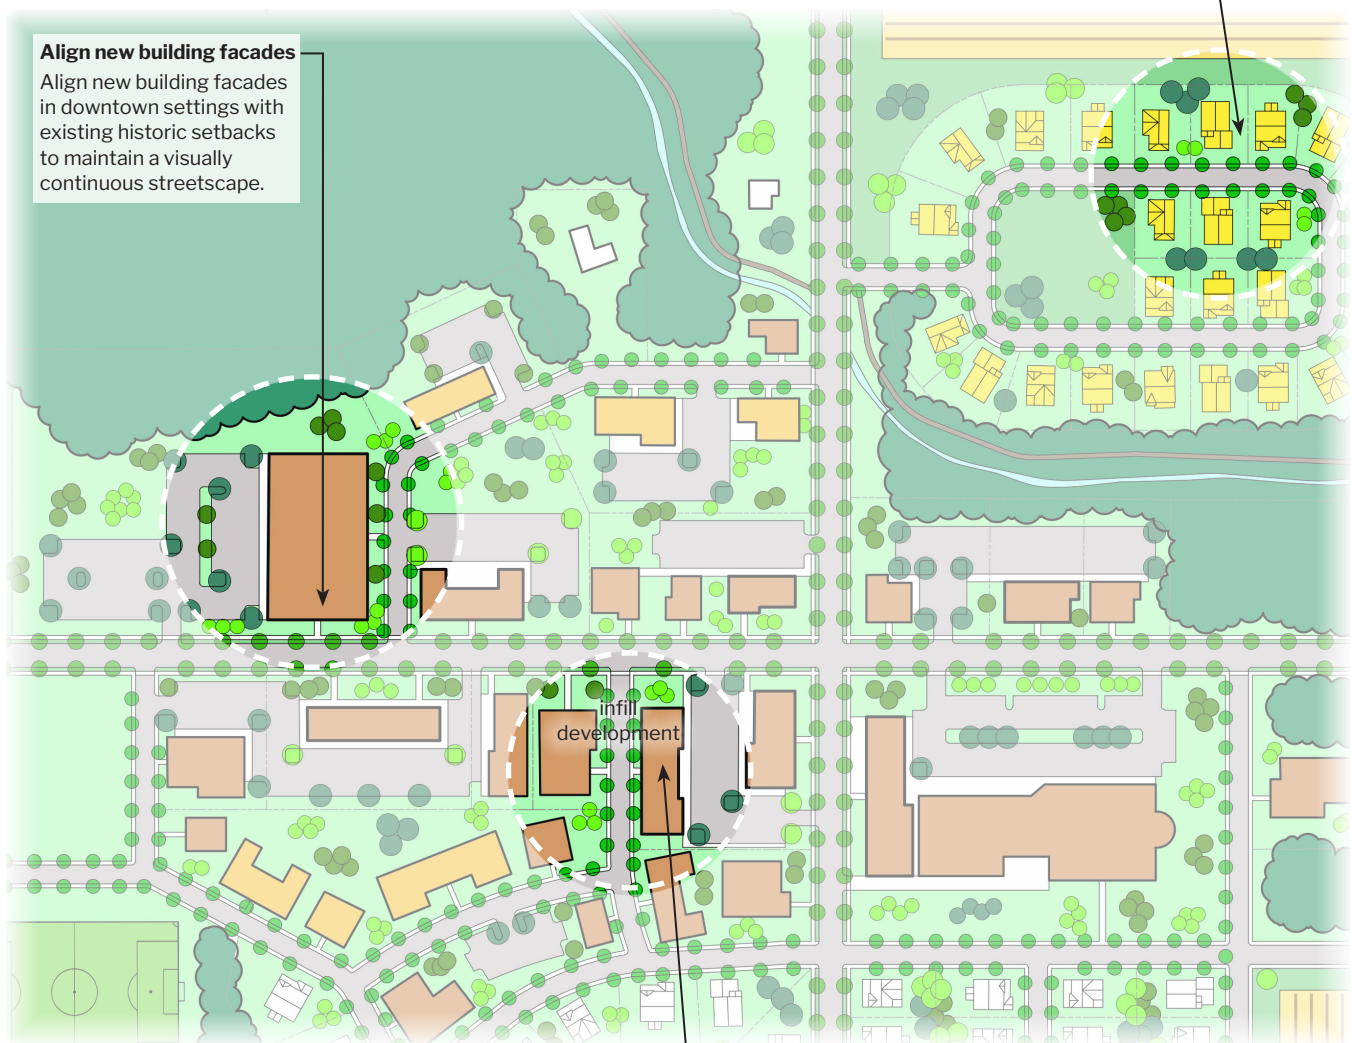 Align new building facades
Align new building facades
in downtown settings with
existing historic setbacks
to maintain a visually
continuous streetscape.
infill
development